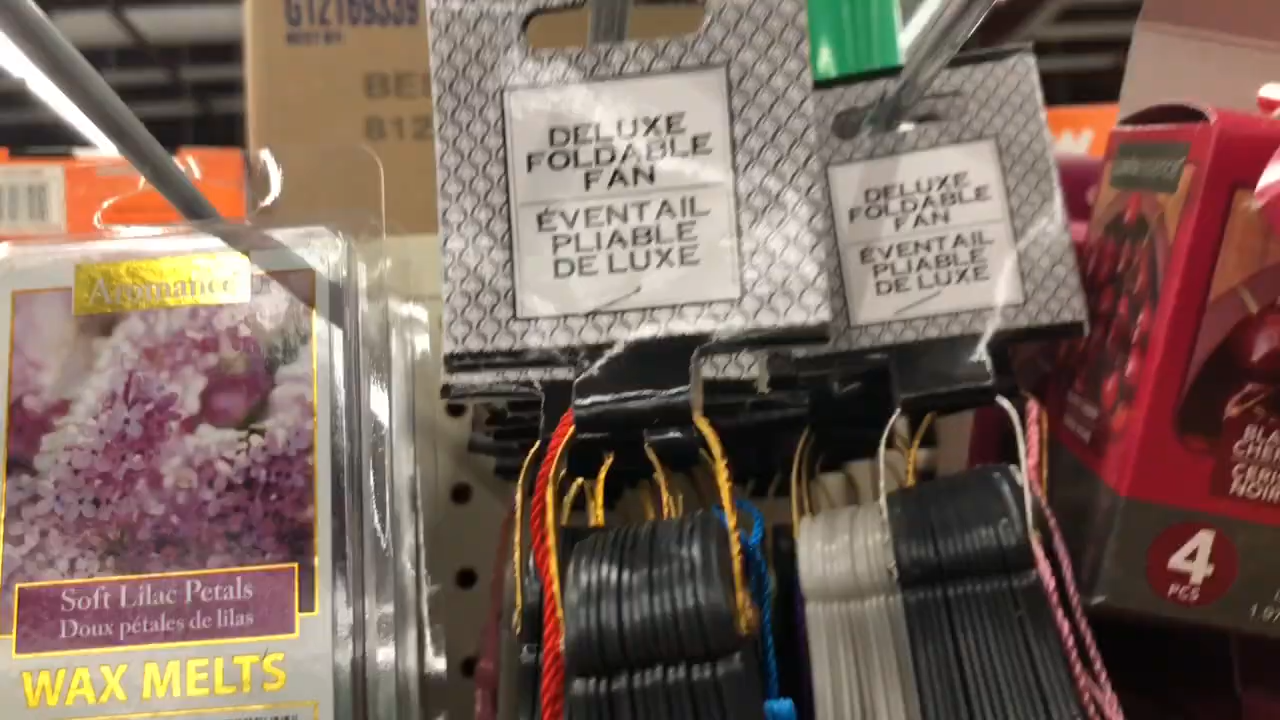 GT2169339
DELUXE
FOLDABLE
FAN
ÉVENTAIL
PLIABLE
DE LUXE
DELUXE
FOLDABLE
FAN
ÉVENTAIL
PLIABLE
DE LUXE
Soft Lilac Petals
Doux pétales de lilas
WAX MELTS
4
PCS